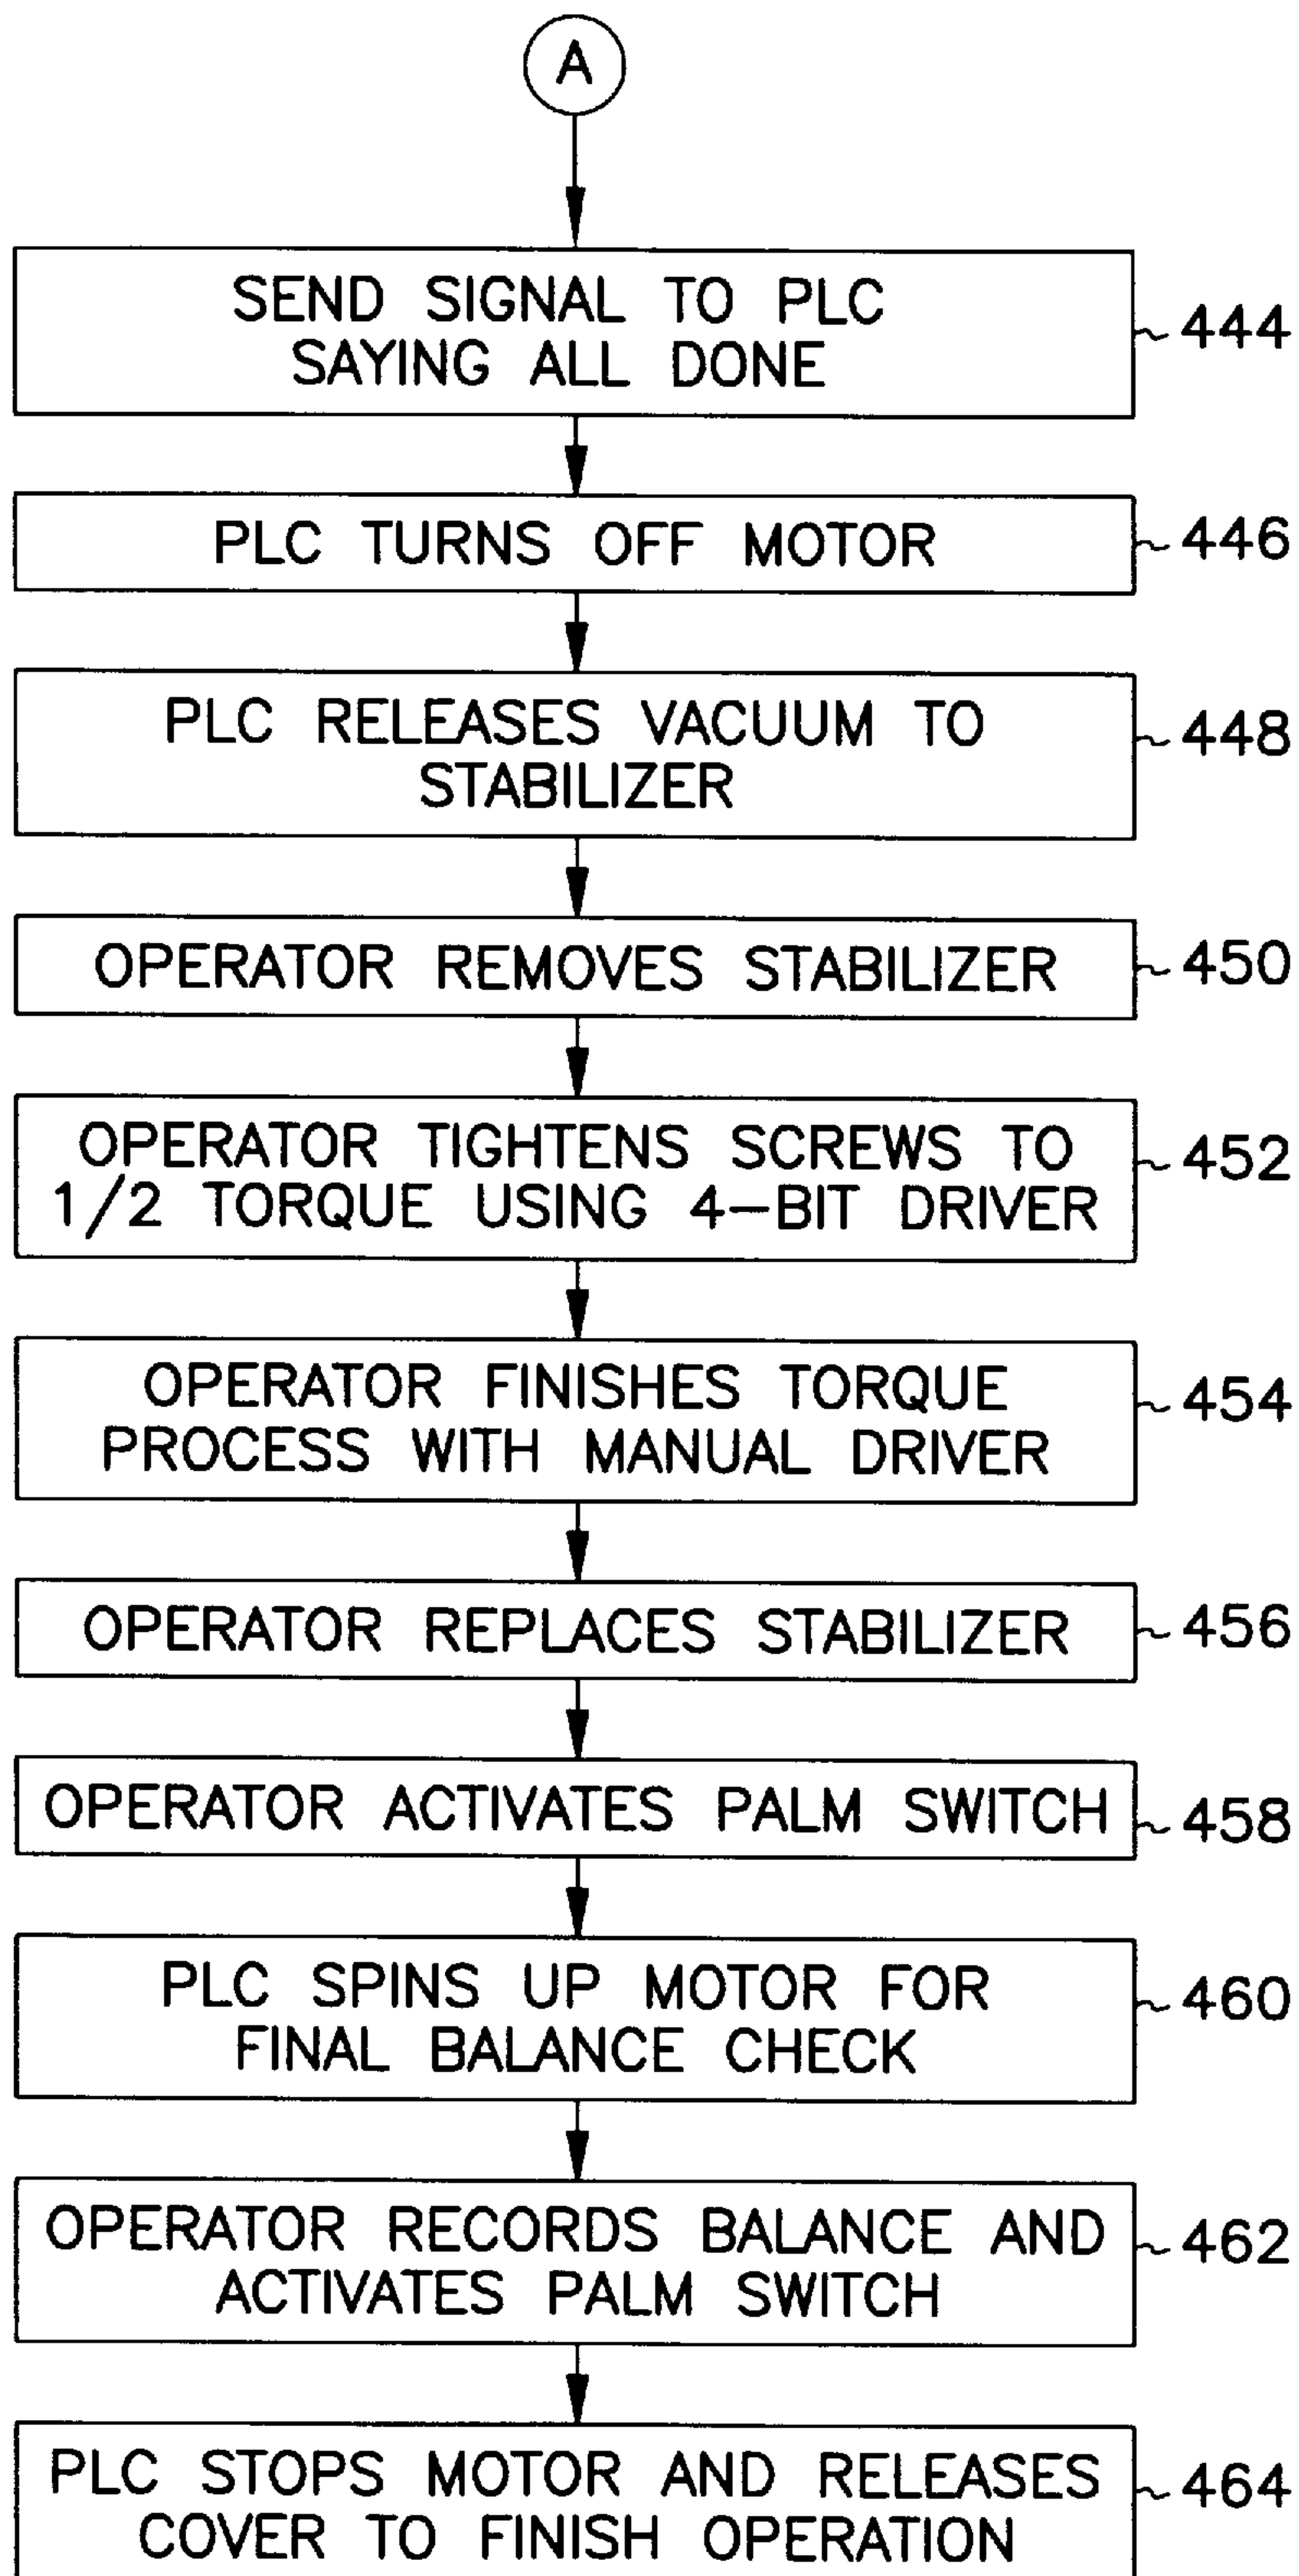 A
SEND SIGNAL TO PLC
SAYING ALL DONE
444
PLC TURNS OFF MOTOR
446
PLC RELEASES VACUUM TO
STABILIZER
448
OPERATOR REMOVES STABILIZER
450
OPERATOR TIGHTENS SCREWS TO
1/2 TORQUE USING 4-BIT DRIVER
452
OPERATOR FINISHES TORQUE
PROCESS WITH MANUAL DRIVER
454
OPERATOR REPLACES STABILIZER
456
OPERATOR ACTIVATES PALM SWITCH
458
PLC SPINS UP MOTOR FOR
FINAL BALANCE CHECK
460
OPERATOR RECORDS BALANCE AND
ACTIVATES PALM SWITCH
462
PLC STOPS MOTOR AND RELEASES
COVER TO FINISH OPERATION
464